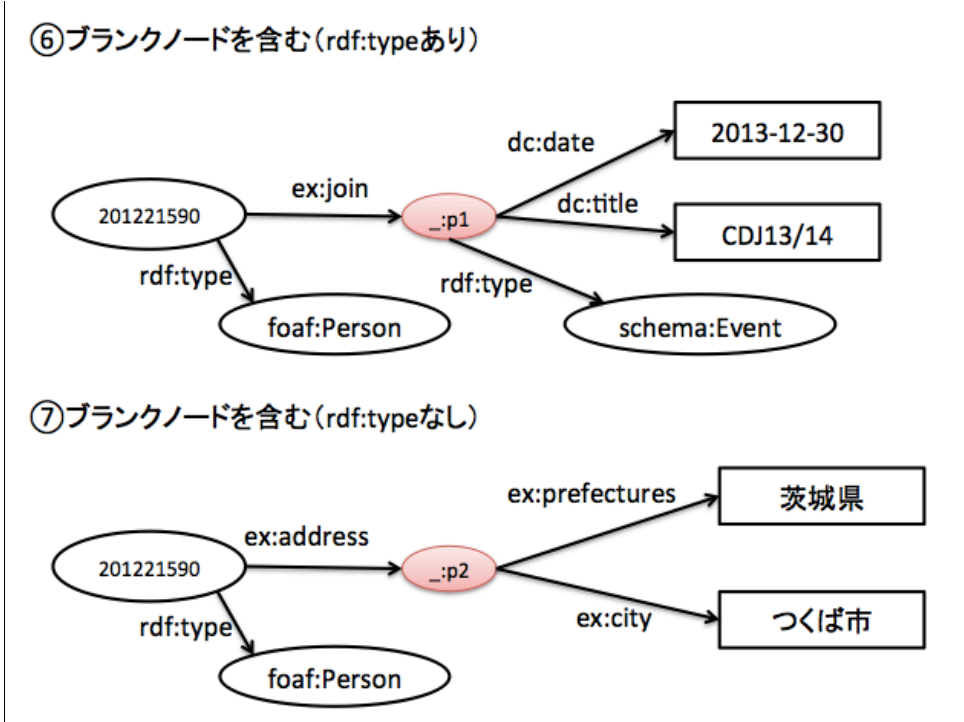 ⑥ブランクノードを含む(rdf:typeあり)
dc:date
2013-12-30
ex:join
dc:title
201221590
_:p1
CDJ13/14
rdf:type
rdf:type
foaf:Person
schema:Event
⑦ブランクノードを含む(rdf:typeなし)
ex:prefectures
茨城県
ex:address
201221590
_:p2
ex:city
つくば市
rdf:type
foaf:Person